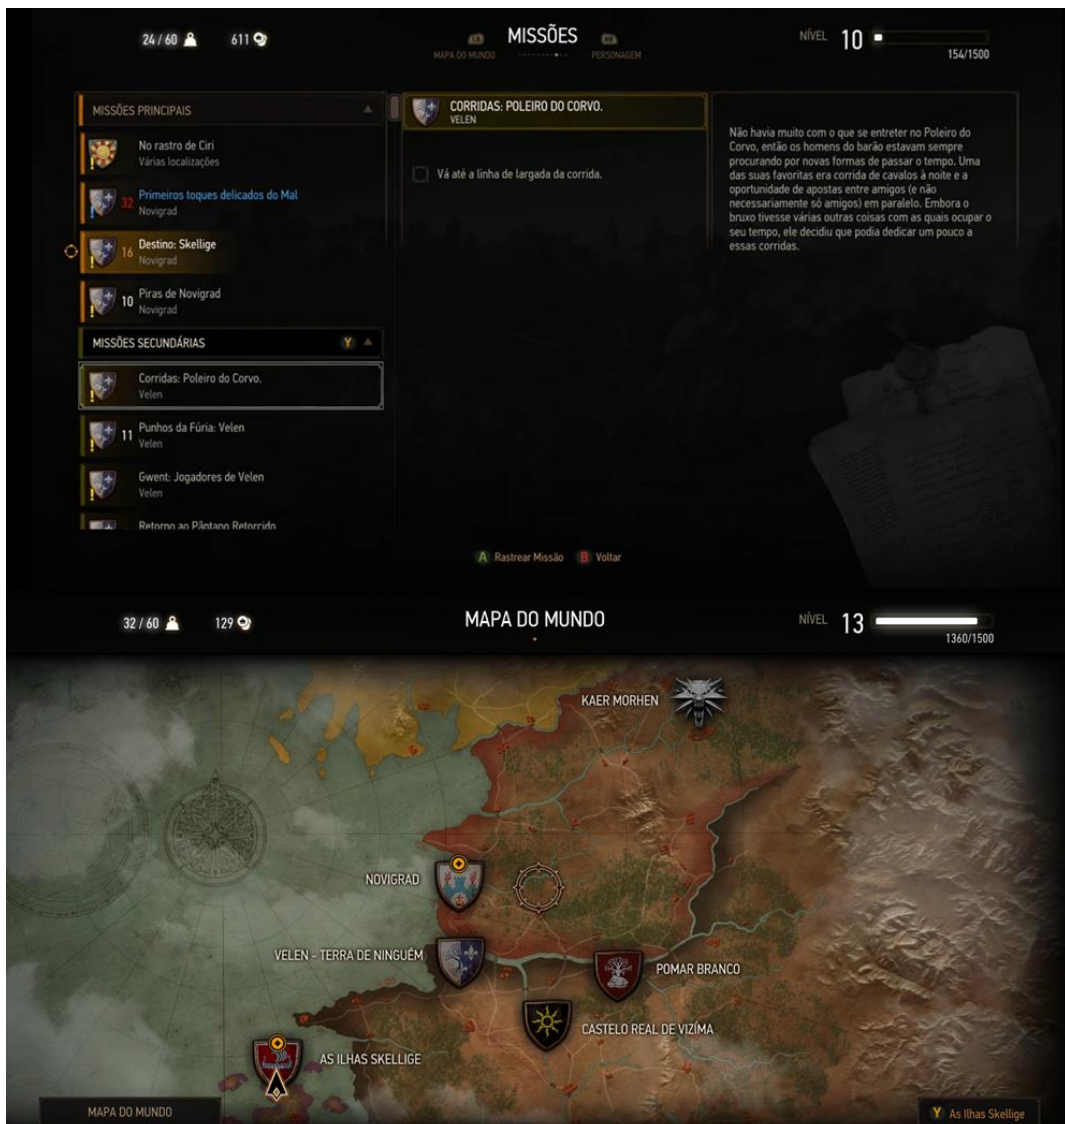 24 / 60
611
LB
MISSÕES
RB
MAPA DO MUNDO
PERSONAGEM
NÍVEL 10
154/1500
MISSÕES PRINCIPAIS
No rastro de Ciri
Várias localizações
32 Primeiros toques delicados do Mal
Novigrad
16 Destino: Skellige
Novigrad
10 Piras de Novigrad
Novigrad
MISSÕES SECUNDÁRIAS Y
Corridas: Poleiro do Corvo.
Velen
11 Punhos da Fúria: Velen
Velen
Gwent: Jogadores de Velen
Velen
Retorno ao Pântano Retorcido
CORRIDAS: POLEIRO DO CORVO.
VELEN
Vá até a linha de largada da corrida.
Não havia muito com o que se entreter no Poleiro do
Corvo, então os homens do barão estavam sempre
procurando por novas formas de passar o tempo. Uma
das suas favoritas era corrida de cavalos à noite e a
oportunidade de apostas entre amigos (e não
necessariamente só amigos) em paralelo. Embora o
bruxo tivesse várias outras coisas com as quais ocupar o
seu tempo, ele decidiu que podia dedicar um pouco a
essas corridas.
A Rastrear Missão B Voltar
32 / 60
129
MAPA DO MUNDO
NÍVEL 13
1360/1500
KAER MORHEN
NOVIGRAD
VELEN - TERRA DE NINGUÉM
POMAR BRANCO
CASTELO REAL DE VIZÍMA
AS ILHAS SKELLIGE
MAPA DO MUNDO
Y As Ilhas Skellige